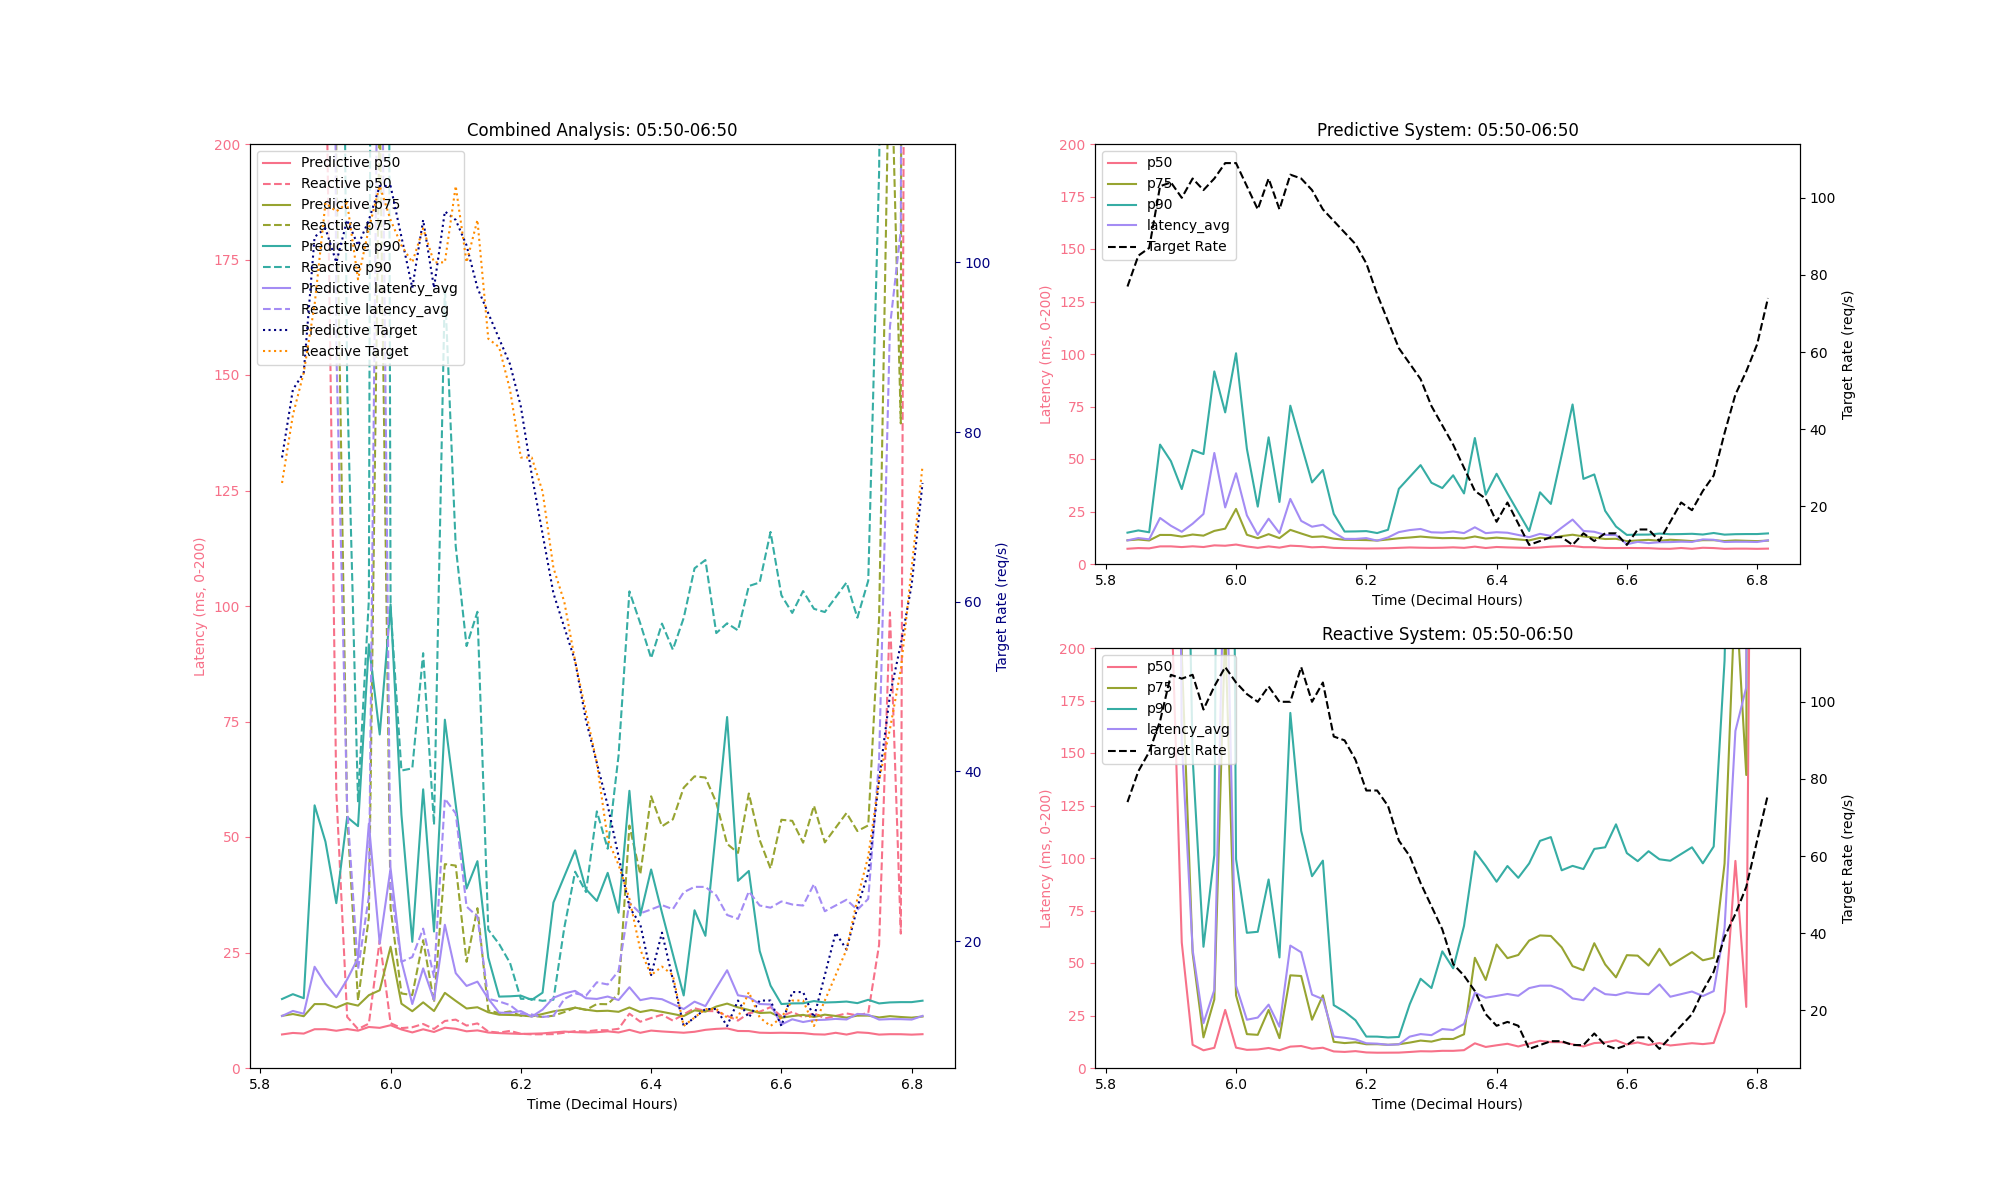 Combined Analysis: 05:50-06:50
Predictive p50
Reactive p50
Predictive p75
Reactive p75
Predictive p90
Reactive p90
Predictive latency_avg
Reactive latency_avg
Predictive Target
Reactive Target
200
175
150
125
100
75
50
25
0
Latency (ms, 0-200)
100
80
60
40
20
Target Rate (req/s)
5.8 6.0 6.2 6.4 6.6 6.8
Time (Decimal Hours)
Predictive System: 05:50-06:50
p50
p75
p90
latency_avg
Target Rate
200
175
150
125
100
75
50
25
0
Latency (ms, 0-200)
100
80
60
40
20
Target Rate (req/s)
5.8 6.0 6.2 6.4 6.6 6.8
Time (Decimal Hours)
Reactive System: 05:50-06:50
p50
p75
p90
latency_avg
Target Rate
200
175
150
125
100
75
50
25
0
Latency (ms, 0-200)
100
80
60
40
20
Target Rate (req/s)
5.8 6.0 6.2 6.4 6.6 6.8
Time (Decimal Hours)